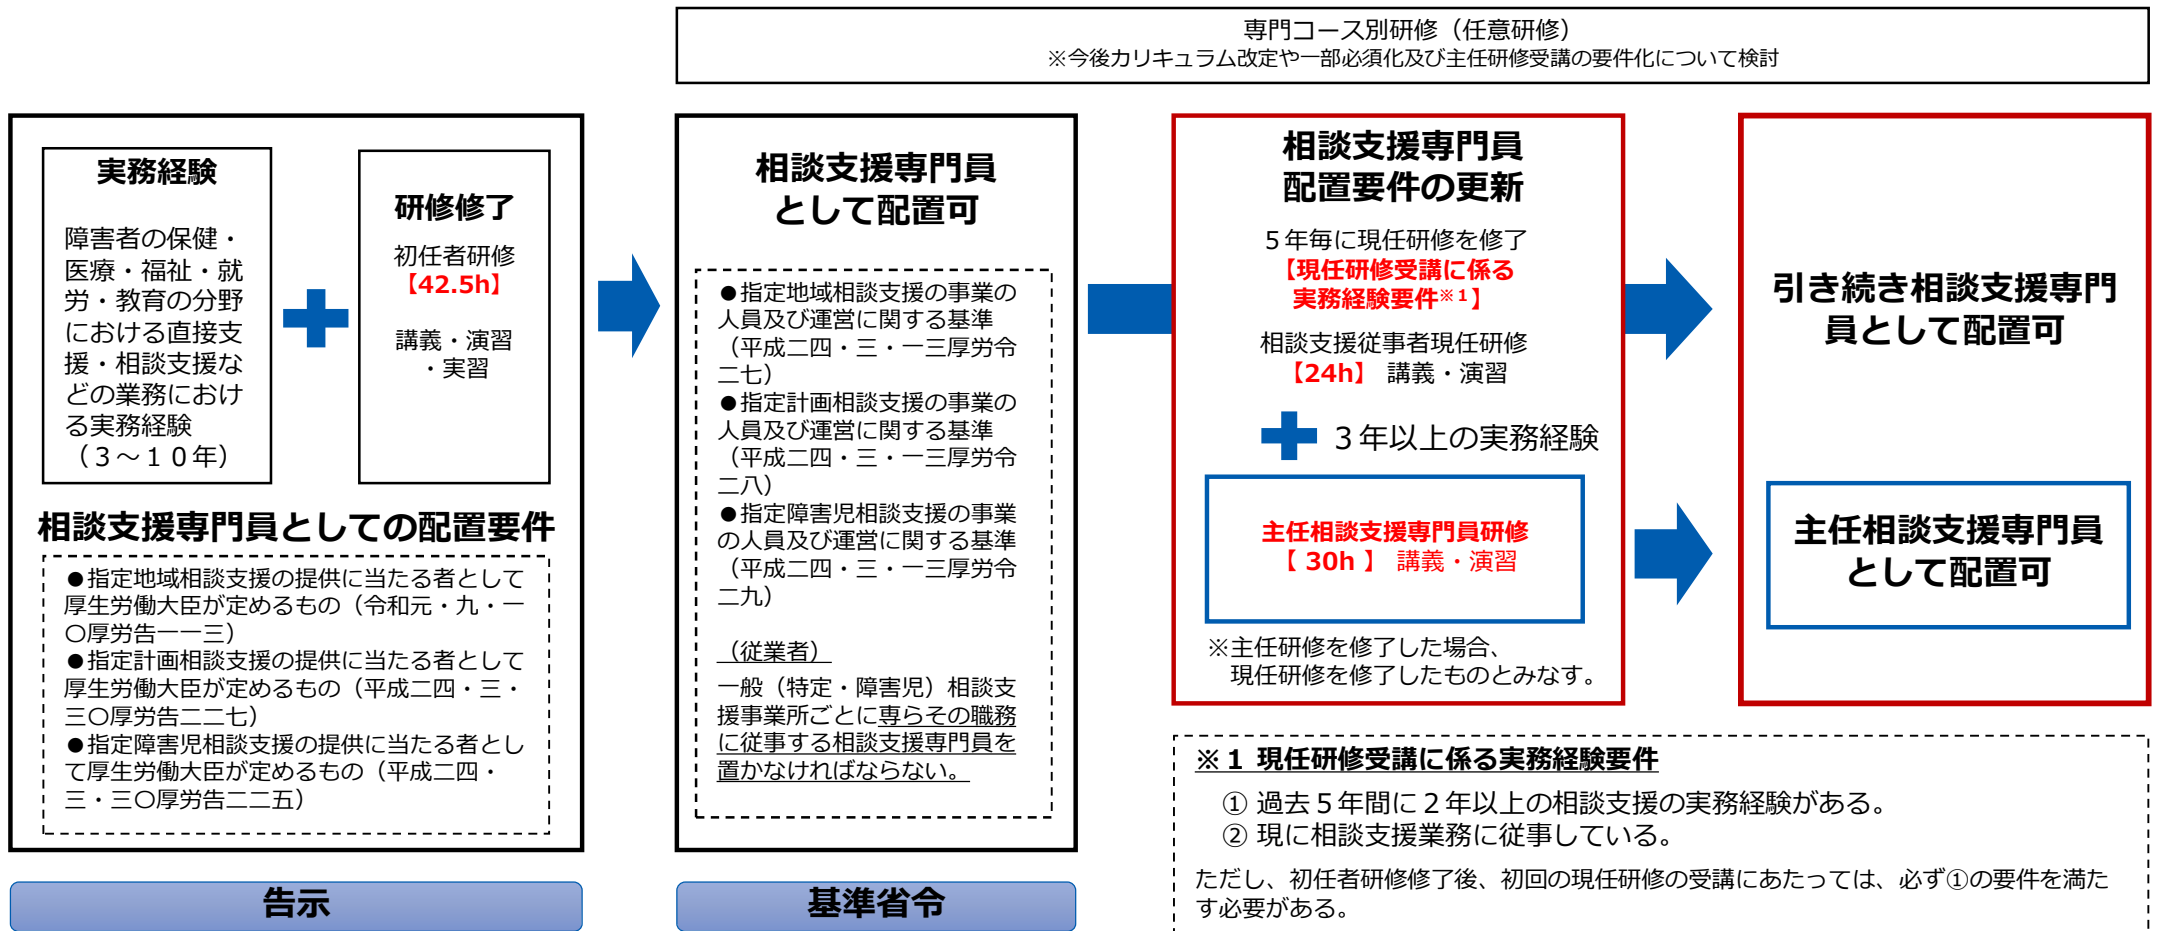 専門コース別研修（任意研修）
※今後カリキュラム改定や一部必須化及び主任研修受講の要件化について検討
実務経験
障害者の保健・
医療・福祉・就
労・教育の分野
における直接支
援・相談支援な
どの業務におけ
る実務経験
（３～１０年）
研修修了
初任者研修
【42.5h】
講義・演習
・実習
相談支援専門員としての配置要件
●指定地域相談支援の提供に当たる者として
厚生労働大臣が定めるもの（令和元・九・一
〇厚労告一一三）
●指定計画相談支援の提供に当たる者として
厚生労働大臣が定めるもの（平成二四・三・
三〇厚労告二二七）
●指定障害児相談支援の提供に当たる者とし
て厚生労働大臣が定めるもの（平成二四・
三・三〇厚労告二二五）
告示
相談支援専門員
として配置可
●指定地域相談支援の事業の
人員及び運営に関する基準
（平成二四・三・一三厚労令
二七）
●指定計画相談支援の事業の
人員及び運営に関する基準
（平成二四・三・一三厚労令
二八）
●指定障害児相談支援の事業
の人員及び運営に関する基準
（平成二四・三・一三厚労令
二九）
（従業者）
一般（特定・障害児）相談支
援事業所ごとに専らその職務
に従事する相談支援専門員を
置かなければならない。
基準省令
相談支援専門員
配置要件の更新
５年毎に現任研修を修了
【現任研修受講に係る
実務経験要件※１】
相談支援従事者現任研修
【24h】 講義・演習
３年以上の実務経験
主任相談支援専門員研修
【 30h 】 講義・演習
※主任研修を修了した場合、
現任研修を修了したものとみなす。
引き続き相談支援専門
員として配置可
主任相談支援専門員
として配置可
※１ 現任研修受講に係る実務経験要件
① 過去５年間に２年以上の相談支援の実務経験がある。
② 現に相談支援業務に従事している。
ただし、初任者研修修了後、初回の現任研修の受講にあたっては、必ず①の要件を満た
す必要がある。